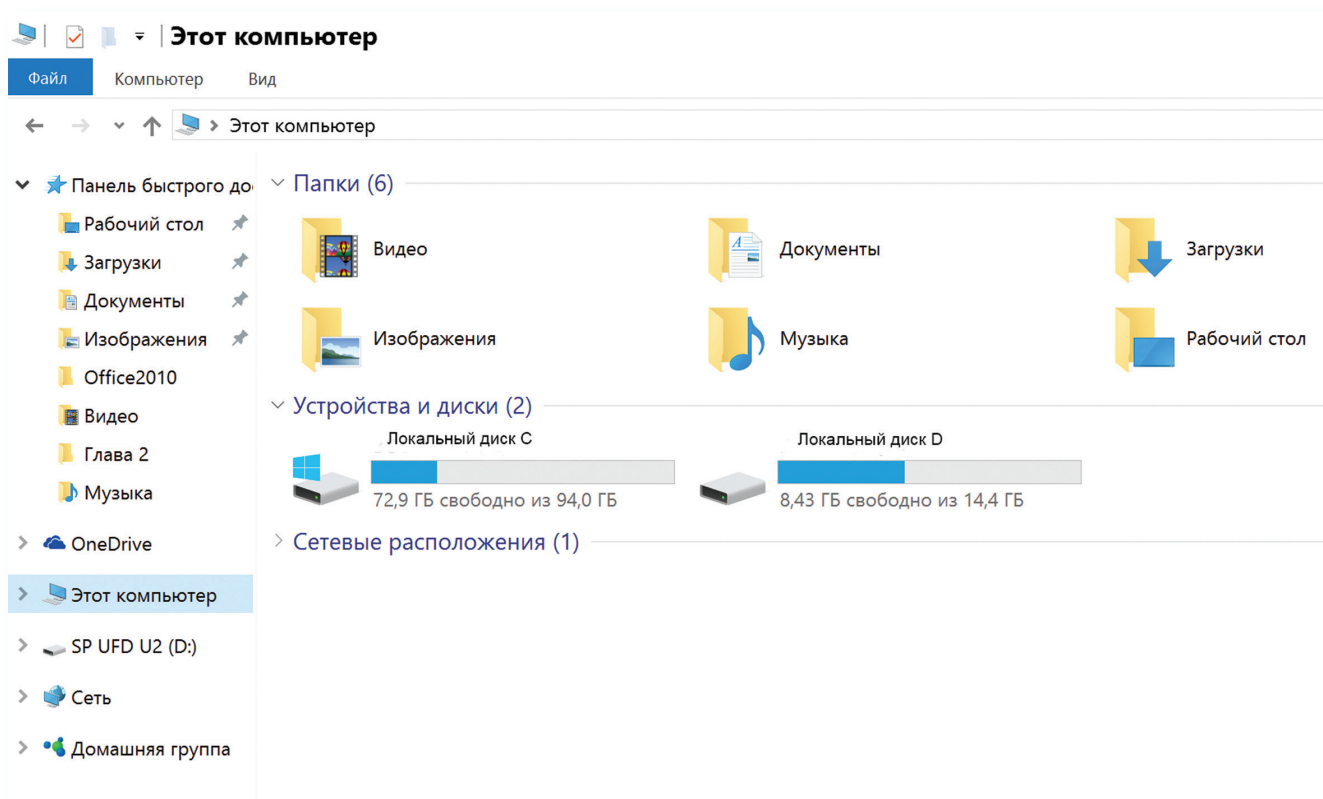 Этот компьютер
Файл Компьютер Вид
Этот компьютер
Панель быстрого до
Рабочий стол
Загрузки
Документы
Изображения
Office2010
Видео
Глава 2
Музыка
OneDrive
Этот компьютер
SP UFD U2 (D:)
Сеть
Домашняя группа
Папки (6)
Видео Документы Загрузки
Изображения Музыка Рабочий стол
Устройства и диски (2)
Локальный диск C Локальный диск D
72,9 ГБ свободно из 94,0 ГБ 8,43 ГБ свободно из 14,4 ГБ
Сетевые расположения (1)